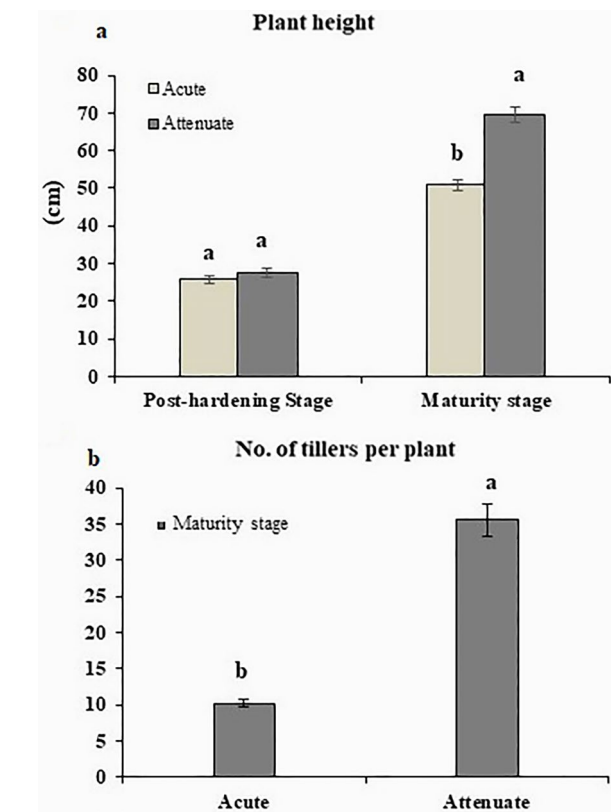 Plant height
a
80
70
60
50
40
30
20
10
0
(cm)
Acute
Attenuate
a
a
b
a
Post-hardening Stage
Maturity stage
No. of tillers per plant
b
40
35
30
25
20
15
10
5
0
Maturity stage
b
a
Acute
Attenuate